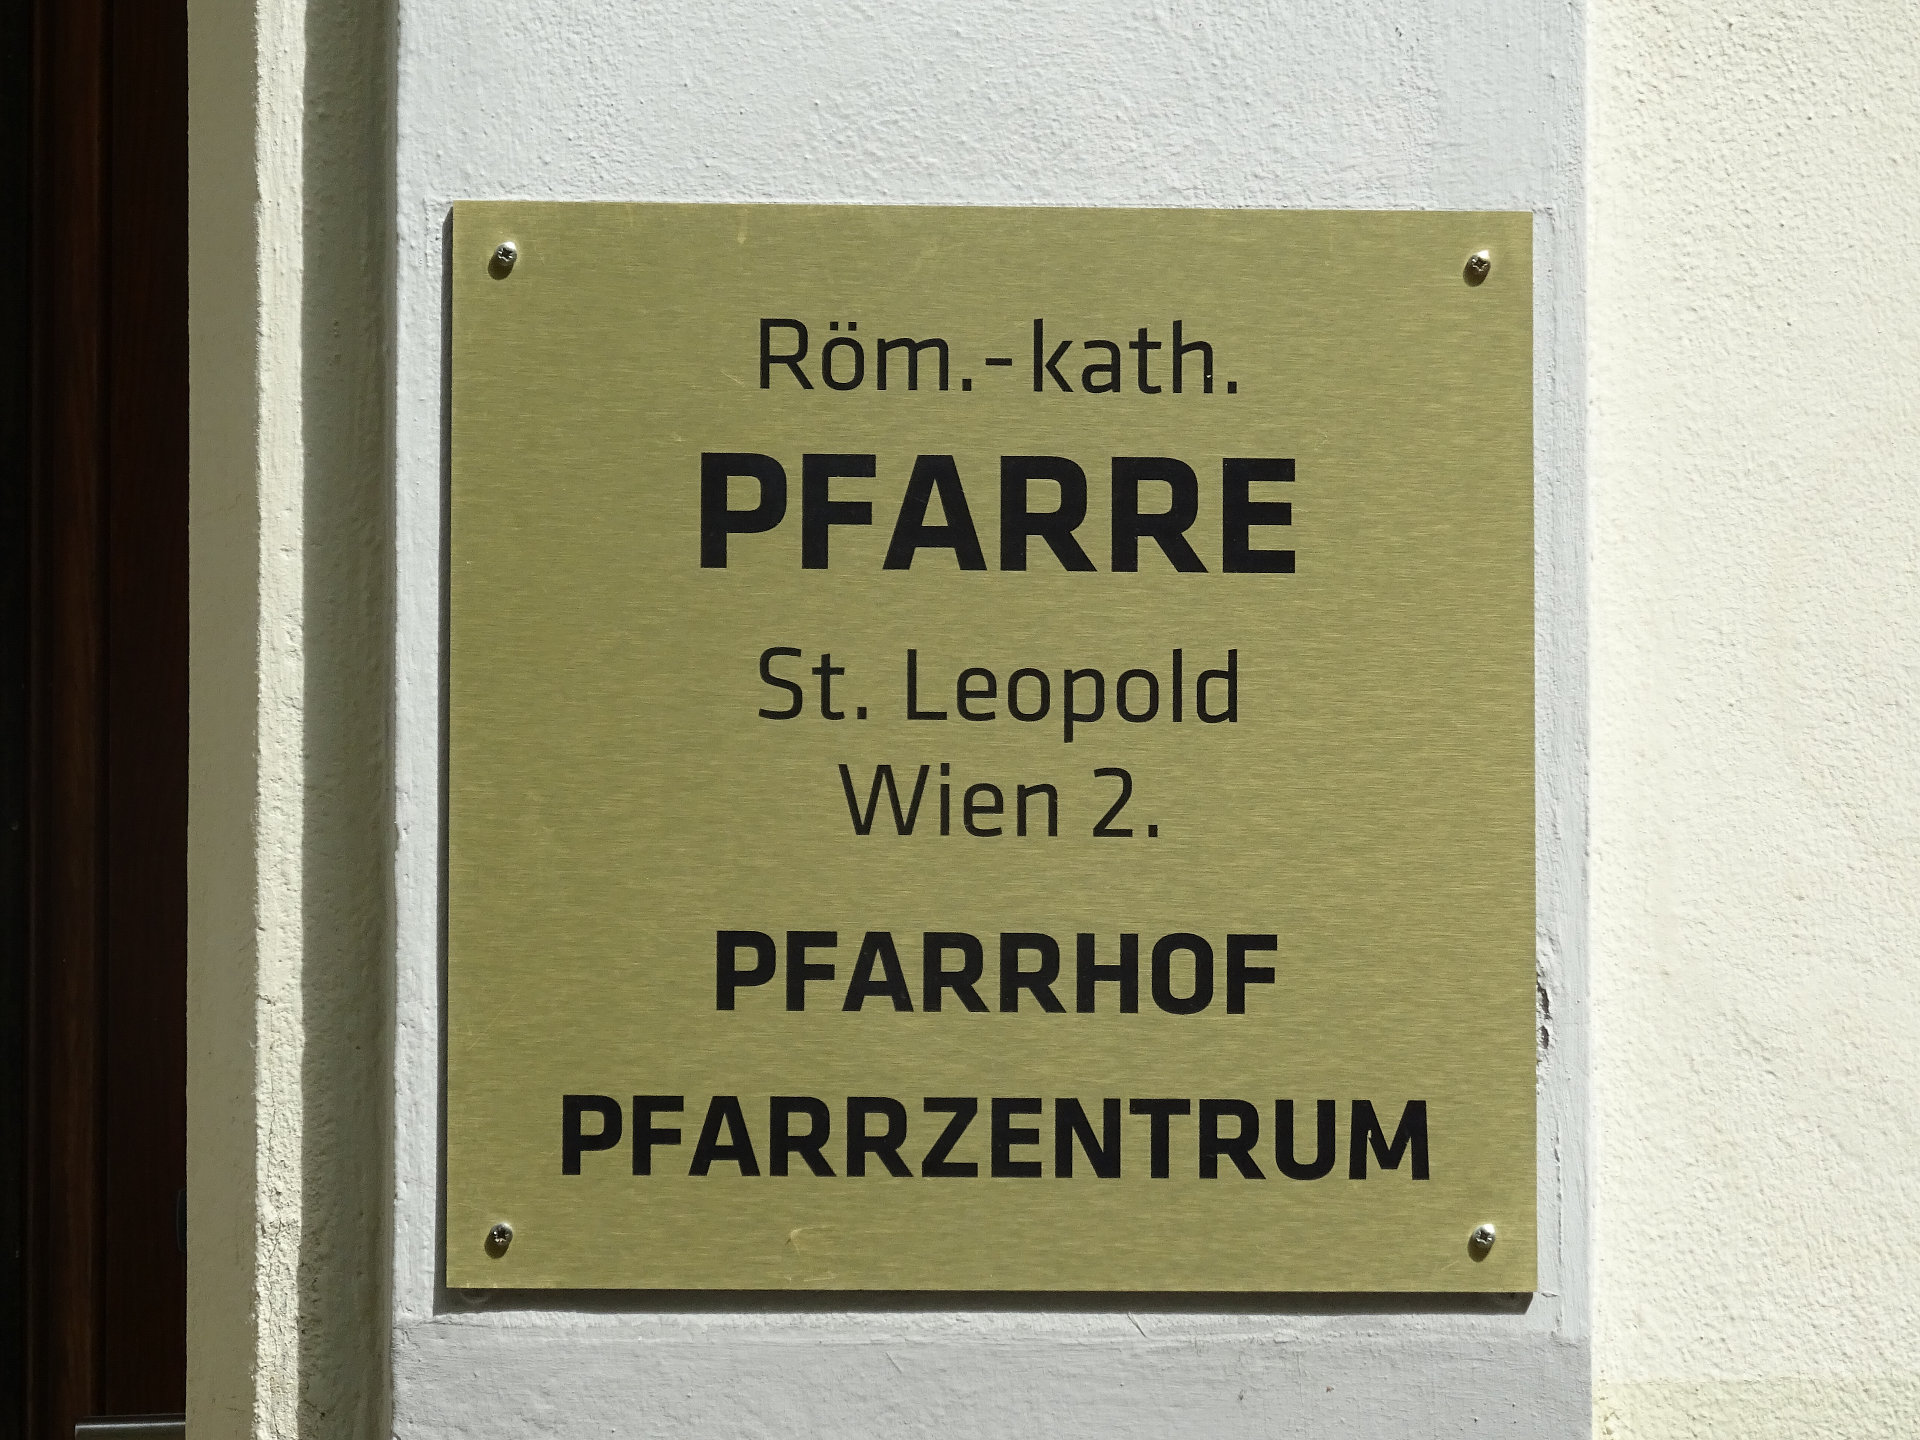 Röm.-kath.
PFARRE
St. Leopold
Wien 2.
PFARRHOF
PFARRZENTRUM